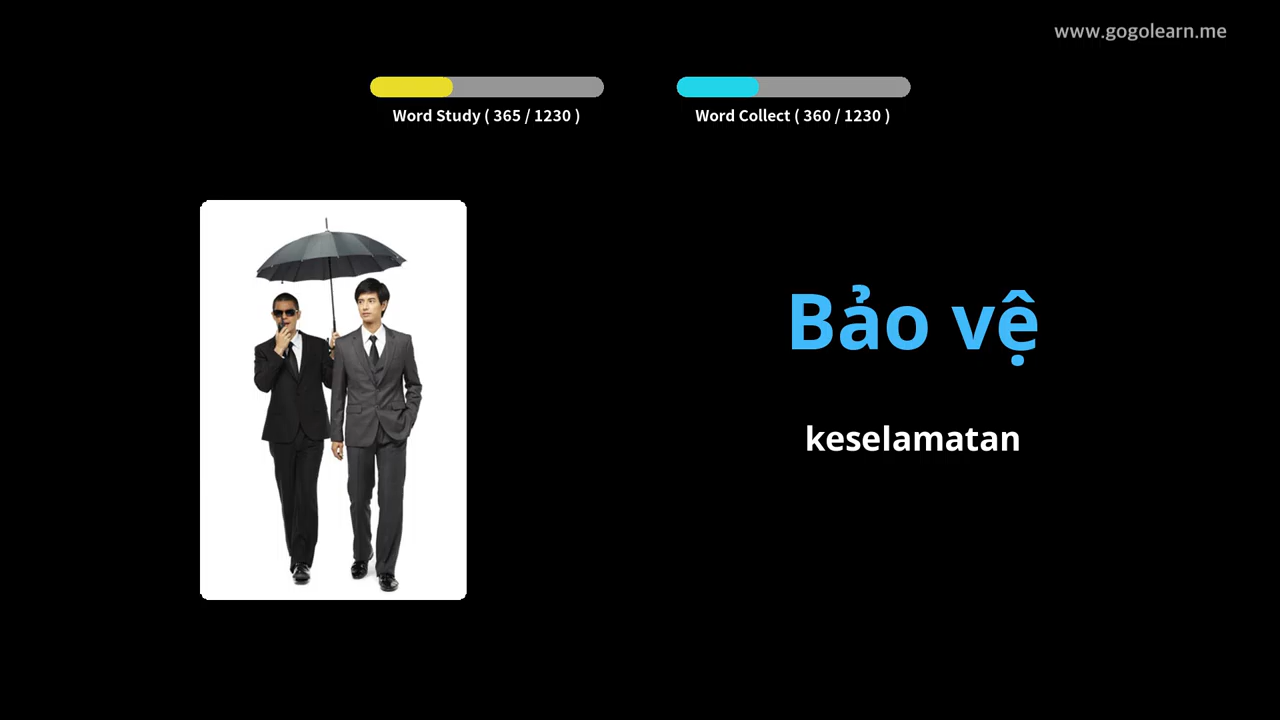 www.gogolearn.me
Word Study ( 365 / 1230 )
Word Collect ( 360 / 1230 )
Bảo vệ
keselamatan